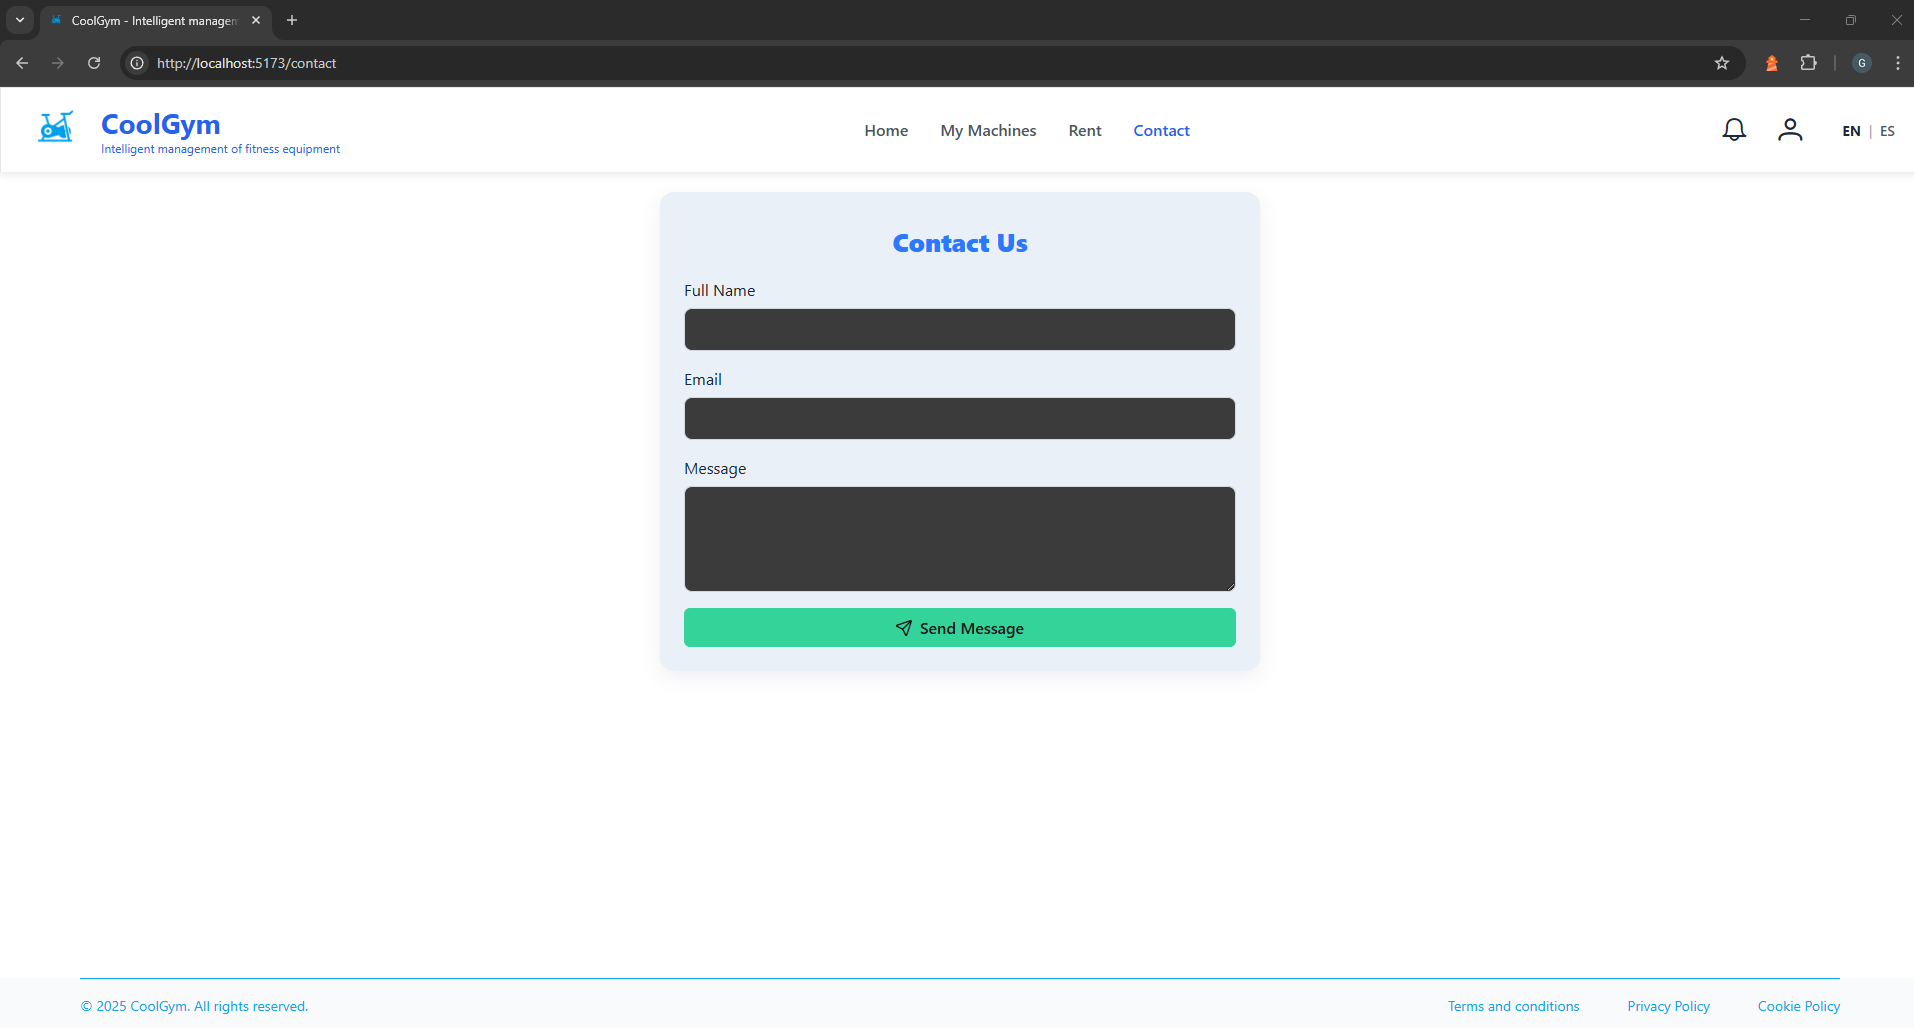 CoolGym - Intelligent managem
http://localhost:5173/contact
G
CoolGym
Intelligent management of fitness equipment
Home
My Machines
Rent
Contact
EN | ES
Contact Us
Full Name
Email
Message
Send Message
© 2025 CoolGym. All rights reserved.
Terms and conditions
Privacy Policy
Cookie Policy